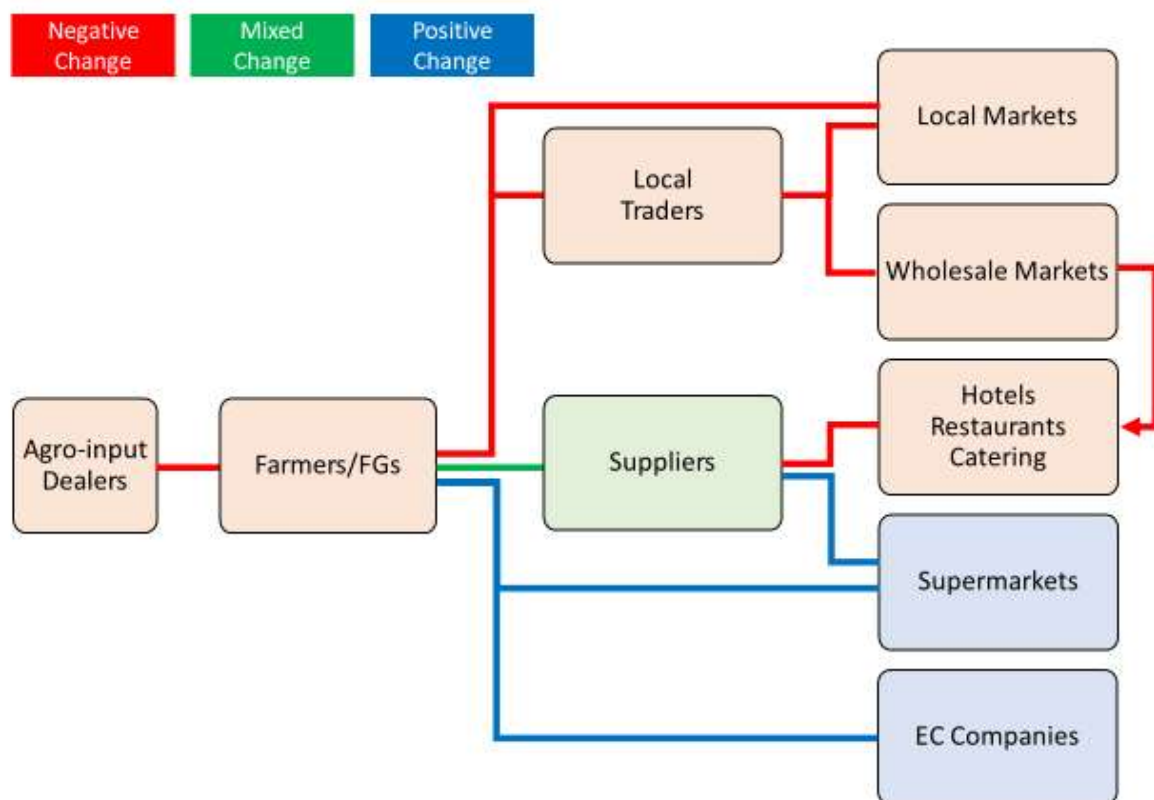 Negative
Change
Mixed
Change
Positive
Change
Local Markets
Local
Traders
Wholesale Markets
Hotels
Restaurants
Catering
Agro-input
Dealers
Farmers/FGs
Suppliers
Supermarkets
EC Companies